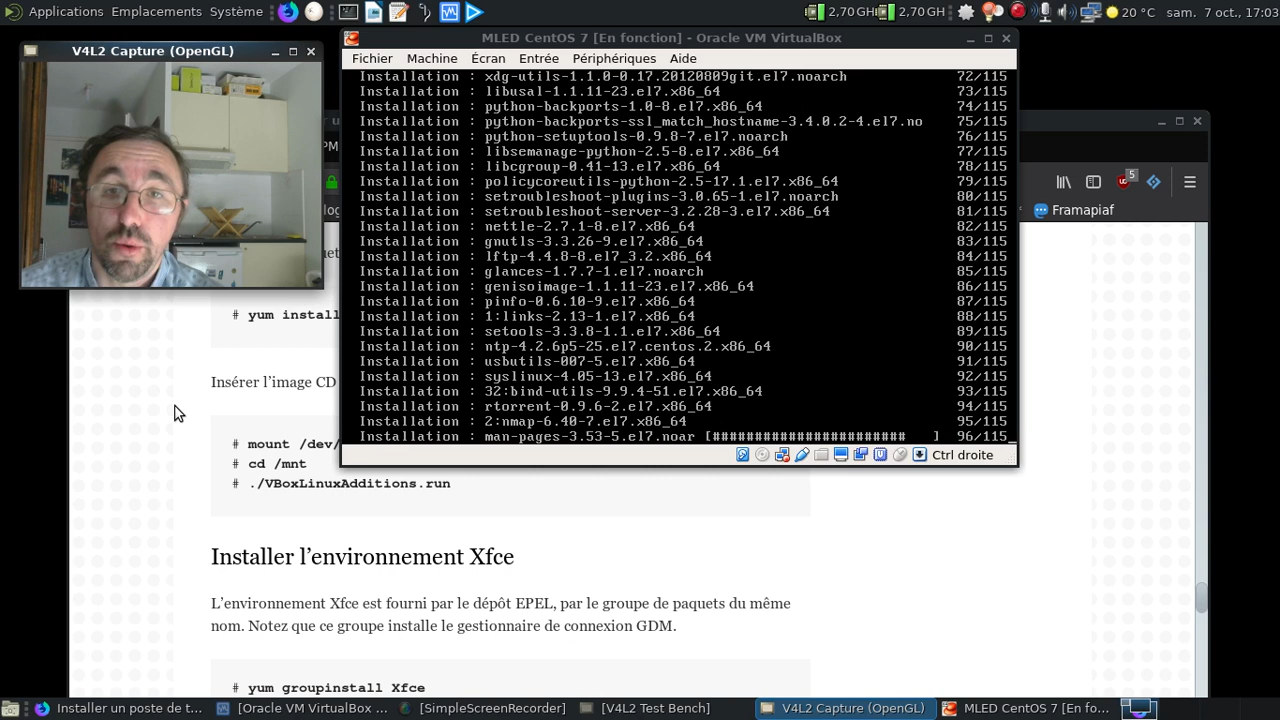 Applications Emplacements Système
2,70 GH 2,70 GH
20 °C sam. 7 oct., 17:03
V4L2 Capture (OpenGL)
MLED CentOS 7 [En fonction] - Oracle VM VirtualBox
Fichier Machine Écran Entrée Périphériques Aide
Installation : xdg-utils-1.1.0-0.17.20120809git.el7.noarch 72/115
Installation : libusal-1.1.11-23.el7.x86_64 73/115
Installation : python-backports-1.0-8.el7.x86_64 74/115
Installation : python-backports-ssl_match_hostname-3.4.0.2-4.el7.no 75/115
Installation : python-setuptools-0.9.8-7.el7.noarch 76/115
Installation : libsemanage-python-2.5-8.el7.x86_64 77/115
Installation : libcgroup-0.41-13.el7.x86_64 78/115
Installation : policycoreutils-python-2.5-17.1.el7.x86_64 79/115
Installation : setroubleshoot-plugins-3.0.65-1.el7.noarch 80/115
Installation : setroubleshoot-server-3.2.28-3.el7.x86_64 81/115
Installation : nettle-2.7.1-8.el7.x86_64 82/115
Installation : gnutls-3.3.26-9.el7.x86_64 83/115
Installation : lftp-4.4.8-8.el7_3.2.x86_64 84/115
Installation : glances-1.7.7-1.el7.noarch 85/115
Installation : genisoimage-1.1.11-23.el7.x86_64 86/115
Installation : pinfo-0.6.10-9.el7.x86_64 87/115
Installation : 1:links-2.13-1.el7.x86_64 88/115
Installation : setools-3.3.8-1.1.el7.x86_64 89/115
Installation : ntp-4.2.6p5-25.el7.centos.2.x86_64 90/115
Installation : usbutils-007-5.el7.x86_64 91/115
Installation : syslinux-4.05-13.el7.x86_64 92/115
Installation : 32:bind-utils-9.9.4-51.el7.x86_64 93/115
Installation : rtorrent-0.9.6-2.el7.x86_64 94/115
Installation : 2:nmap-6.40-7.el7.x86_64 95/115
Installation : man-pages-3.53-5.el7.noar [####################### ] 96/115_
Ctrl droite
5
Framapiaf
# yum install
Insérer l’image CD
# mount /dev/
# cd /mnt
# ./VBoxLinuxAdditions.run
Installer l’environnement Xfce
L’environnement Xfce est fourni par le dépôt EPEL, par le groupe de paquets du même
nom. Notez que ce groupe installe le gestionnaire de connexion GDM.
# yum groupinstall Xfce
Installer un poste de t... [Oracle VM VirtualBox ... [SimpleScreenRecorder] [V4L2 Test Bench] V4L2 Capture (OpenGL) MLED CentOS 7 [En fo...